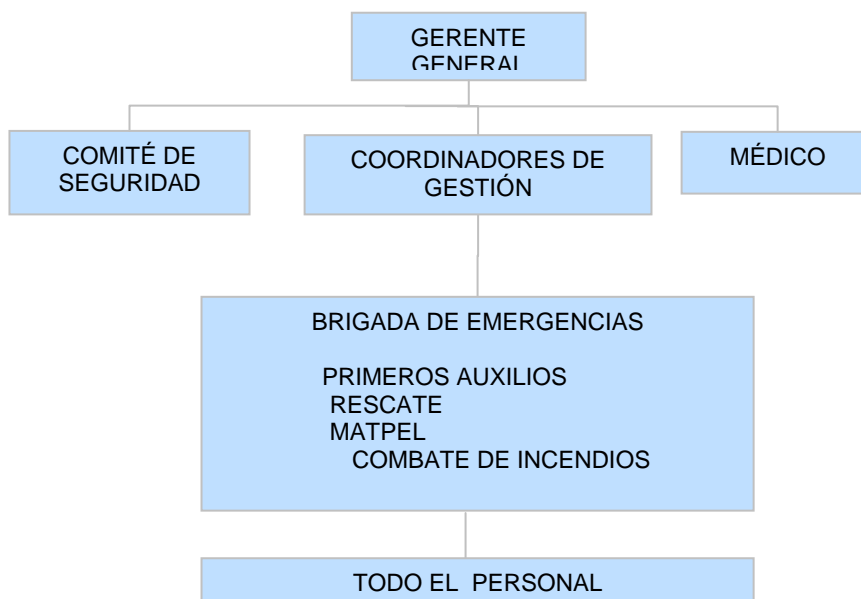 GERENTE
GENERAL
COMITÉ DE
SEGURIDAD
COORDINADORES DE
GESTIÓN
MÉDICO
BRIGADA DE EMERGENCIAS
PRIMEROS AUXILIOS
RESCATE
MATPEL
COMBATE DE INCENDIOS
TODO EL PERSONAL